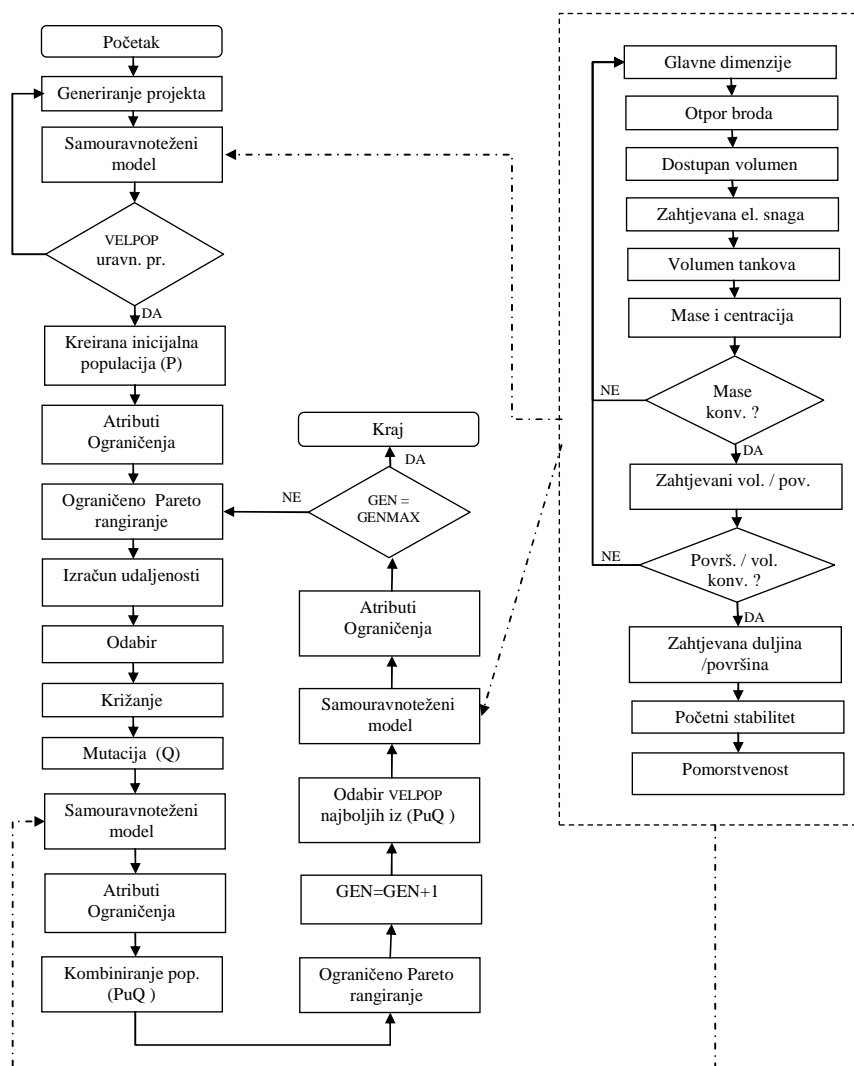 Početak
Generiranje projekta
Samouravnoteženi
model
VELPOP
uravn. pr.
DA
Kreirana inicijalna
populacija (P)
Atributi
Ograničenja
Ograničeno Pareto
rangiranje
Izračun udaljenosti
Odabir
Križanje
Mutacija (Q)
Samouravnoteženi
model
Atributi
Ograničenja
Kombiniranje pop.
(PuQ )
Kraj
DA
NE
GEN =
GENMAX
Atributi
Ograničenja
Samouravnoteženi
model
Odabir VELPOP
najboljih iz (PuQ )
GEN=GEN+1
Ograničeno Pareto
rangiranje
Glavne dimenzije
Otpor broda
Dostupan volumen
Zahtjevana el. snaga
Volumen tankova
Mase i centracija
NE
Mase
konv. ?
DA
Zahtjevani vol. / pov.
NE
Površ. / vol.
konv. ?
DA
Zahtjevana duljina
/površina
Početni stabilitet
Pomorstvenost